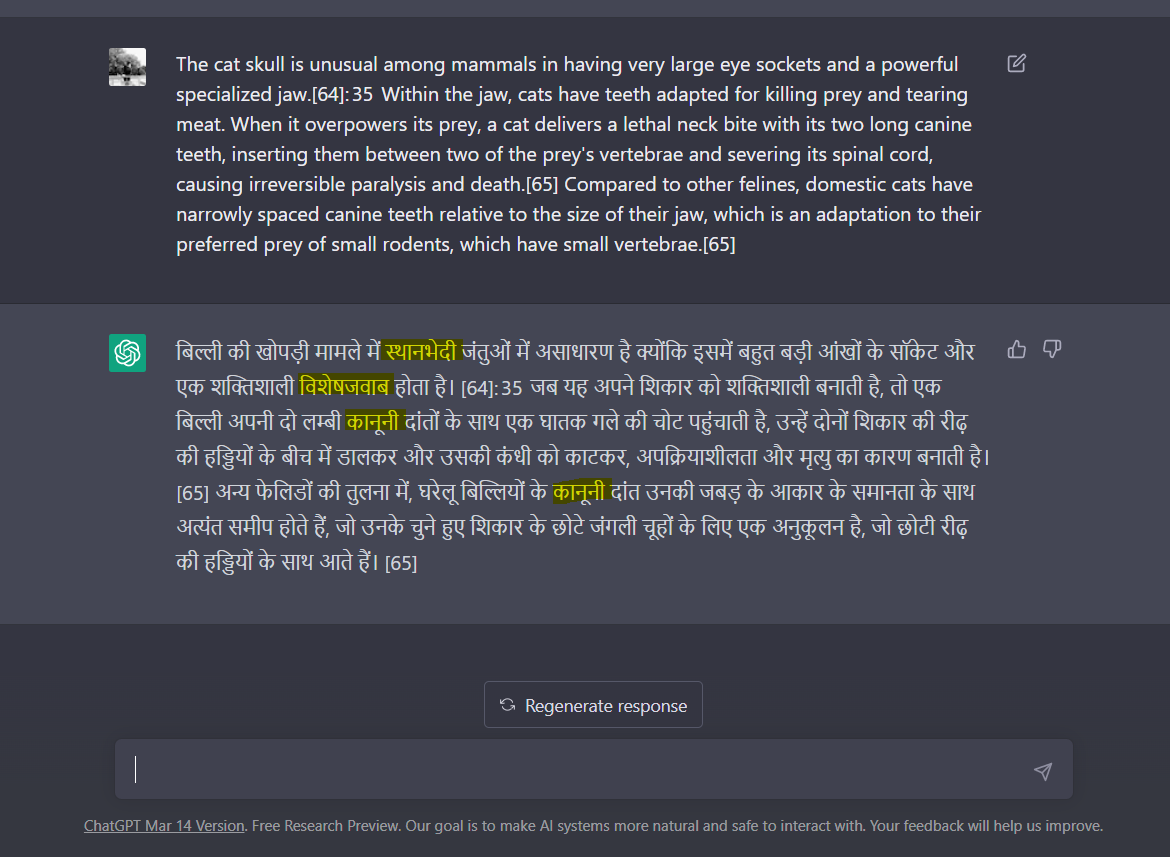 The cat skull is unusual among mammals in having very large eye sockets and a powerful
specialized jaw.[64]: 35 Within the jaw, cats have teeth adapted for killing prey and tearing
meat. When it overpowers its prey, a cat delivers a lethal neck bite with its two long canine
teeth, inserting them between two of the prey's vertebrae and severing its spinal cord,
causing irreversible paralysis and death.[65] Compared to other felines, domestic cats have
narrowly spaced canine teeth relative to the size of their jaw, which is an adaptation to their
preferred prey of small rodents, which have small vertebrae.[65]
बिल्ली की खोपड़ी मामले में स्थानभेदी जंतुओं में असाधारण है क्योंकि इसमें बहुत बड़ी आंखों के सॉकेट और
एक शक्तिशाली विशेषजवाब होता है। [64]: 35 जब यह अपने शिकार को शक्तिशाली बनाती है, तो एक
बिल्ली अपनी दो लम्बी कानूनी दांतों के साथ एक घातक गले की चोट पहुंचाती है, उन्हें दोनों शिकार की रीढ़
की हड्डियों के बीच में डालकर और उसकी कंधी को काटकर, अपक्रियाशीलता और मृत्यु का कारण बनाती है।
[65] अन्य फेलिडों की तुलना में, घरेलू बिल्लियों के कानूनी दांत उनकी जबड़ के आकार के समानता के साथ
अत्यंत समीप होते हैं, जो उनके चुने हुए शिकार के छोटे जंगली चूहों के लिए एक अनुकूलन है, जो छोटी रीढ़
की हड्डियों के साथ आते हैं। [65]
Regenerate response
ChatGPT Mar 14 Version. Free Research Preview. Our goal is to make AI systems more natural and safe to interact with. Your feedback will help us improve.